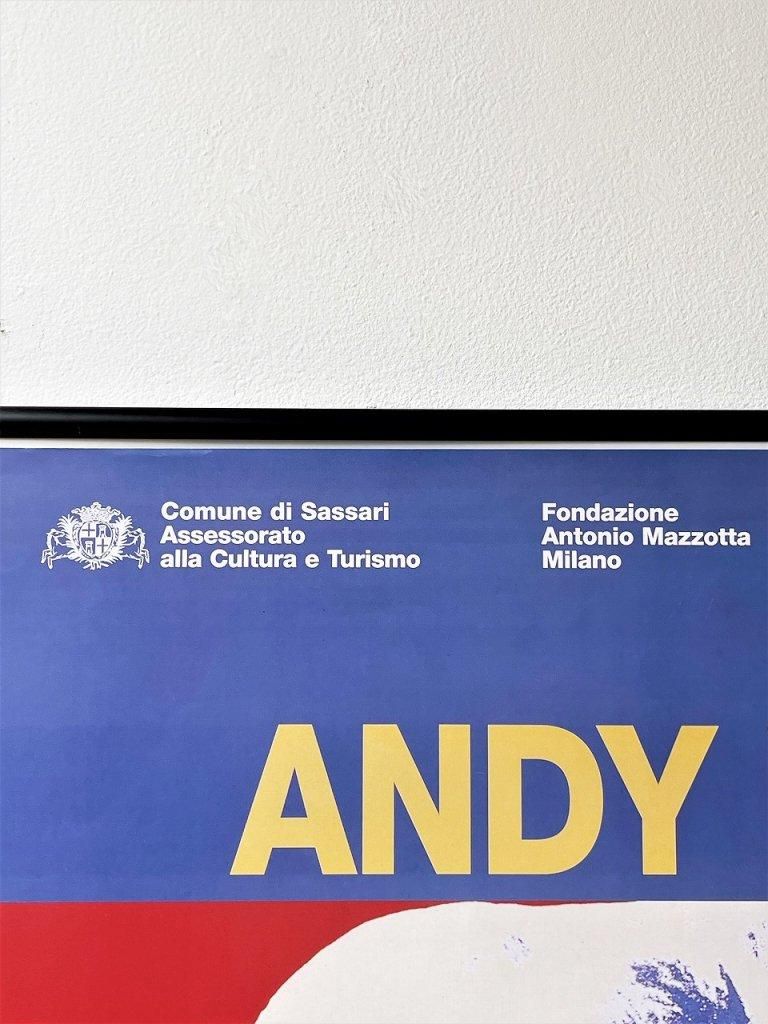 Comune di Sassari
Assessorato
alla Cultura e Turismo
Fondazione
Antonio Mazzotta
Milano
ANDY